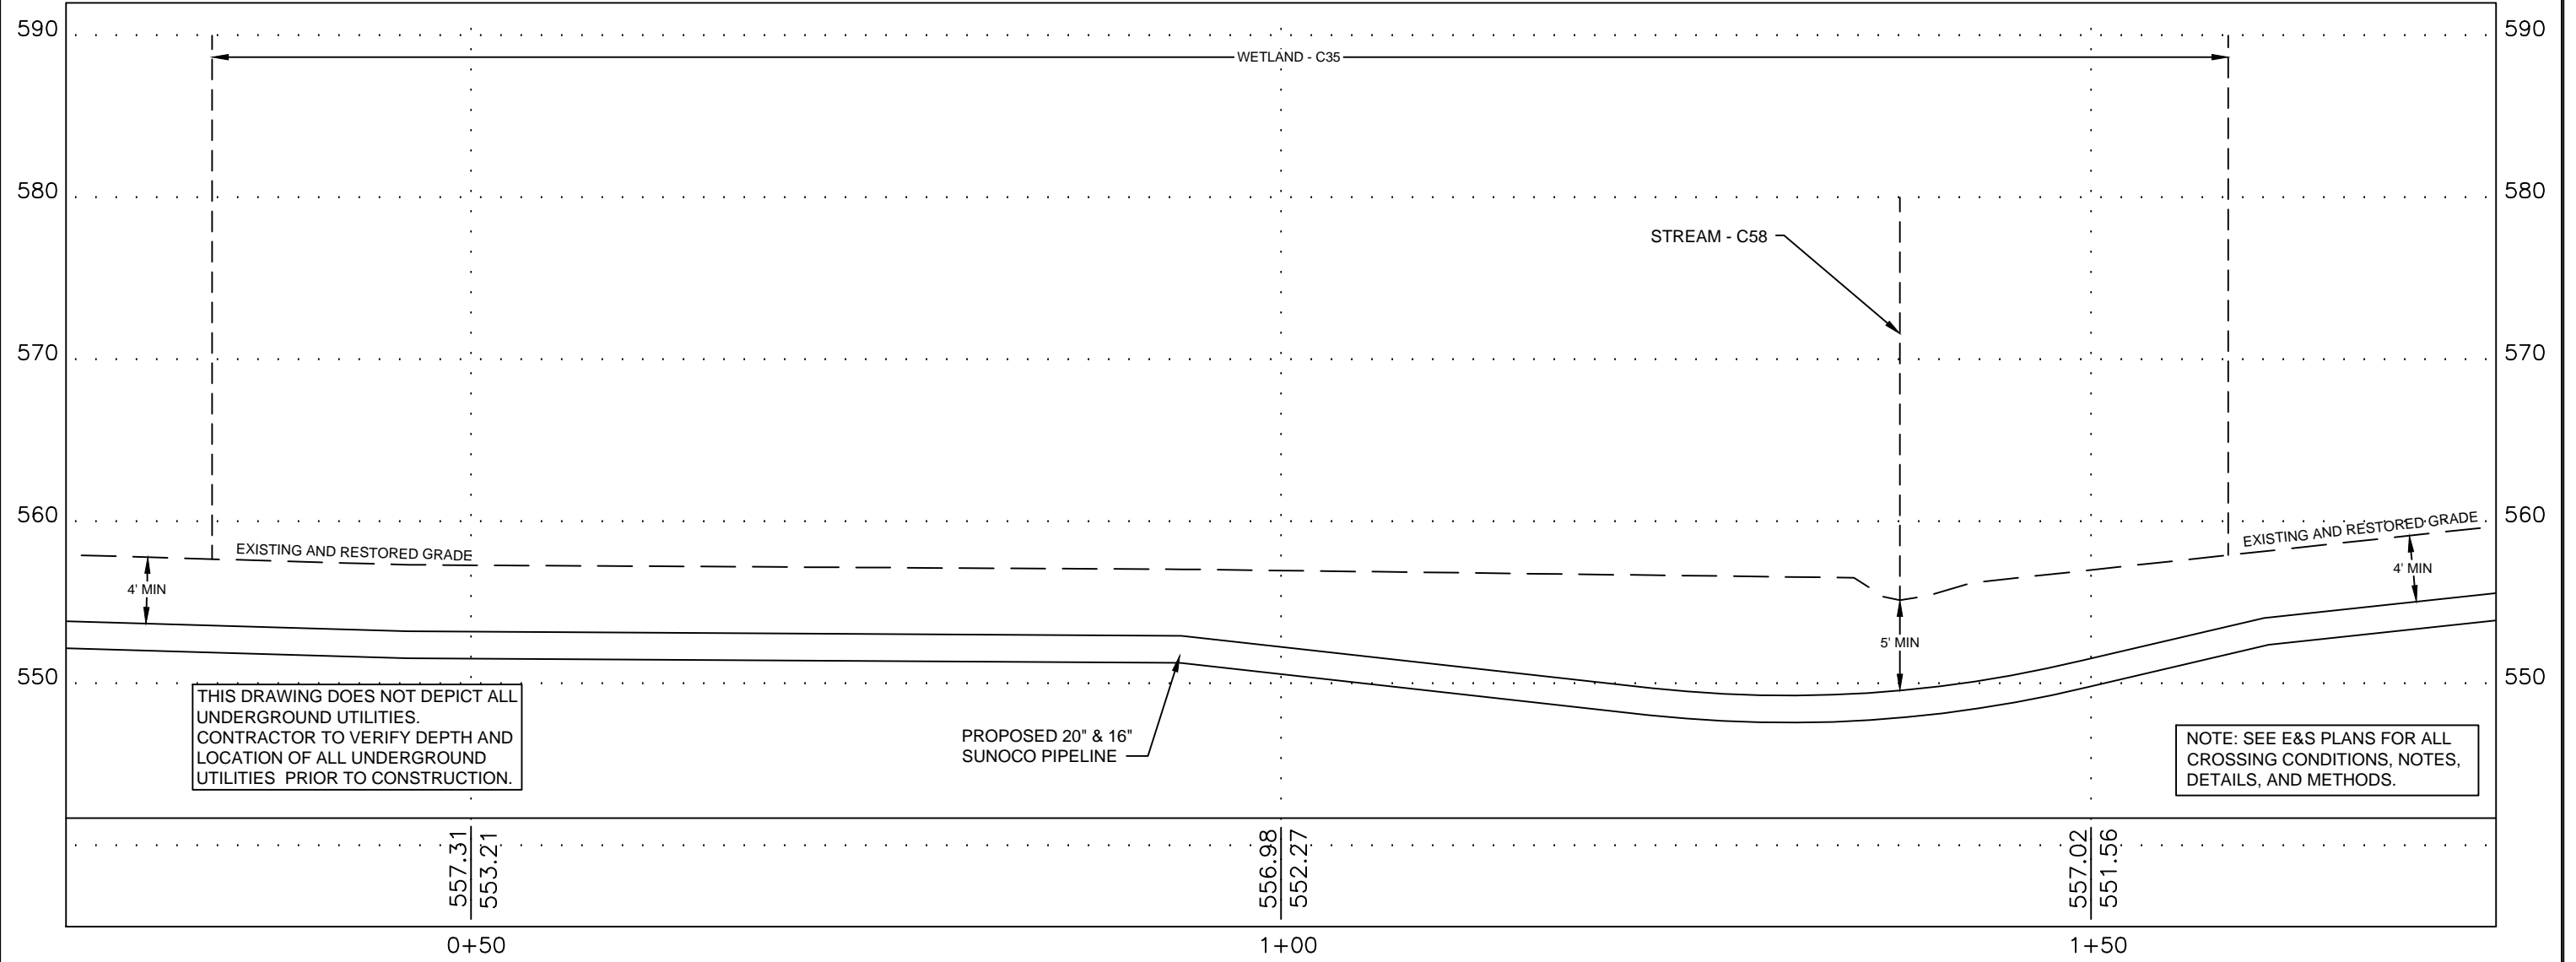 590
590
WETLAND - C35
580
580
STREAM - C58
570
570
560
560
EXISTING AND RESTORED GRADE
EXISTING AND RESTORED GRADE
4' MIN
4' MIN
5' MIN
550
550
THIS DRAWING DOES NOT DEPICT ALL
UNDERGROUND UTILITIES.
CONTRACTOR TO VERIFY DEPTH AND
LOCATION OF ALL UNDERGROUND
UTILITIES PRIOR TO CONSTRUCTION.
PROPOSED 20" & 16"
SUNOCO PIPELINE
NOTE: SEE E&S PLANS FOR ALL
CROSSING CONDITIONS, NOTES,
DETAILS, AND METHODS.
557.31
553.21
556.98
552.27
557.02
551.56
0+50
1+00
1+50